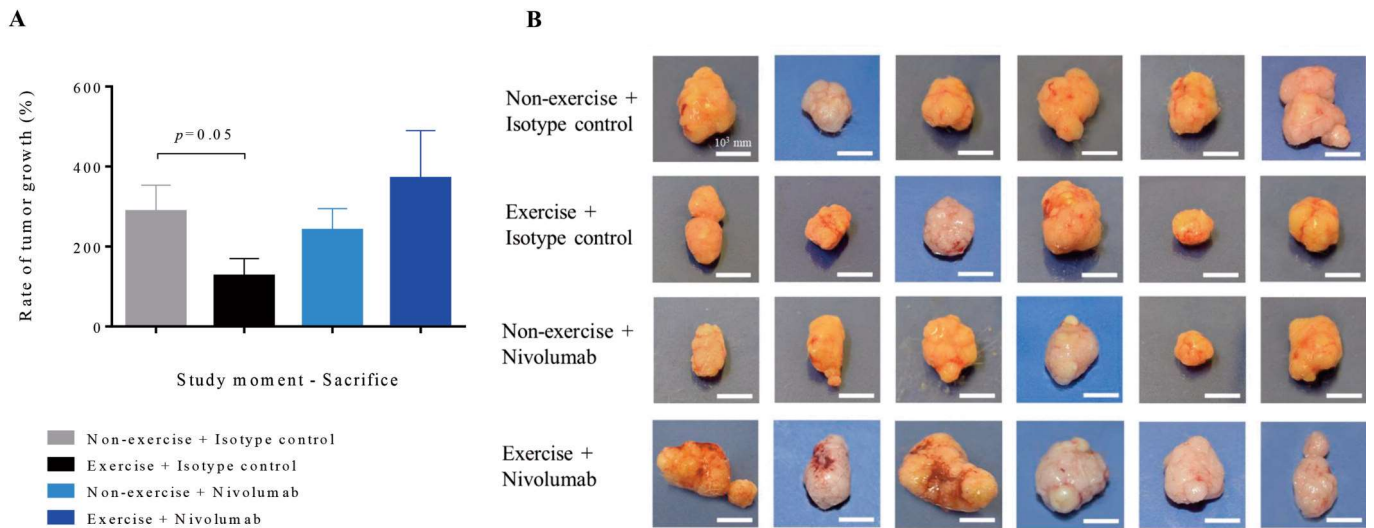 A
Rate of tumor growth (%)
600
400
200
0
p=0.05
Study moment - Sacrifice
Non-exercise + Isotype control
Exercise + Isotype control
Non-exercise + Nivolumab
Exercise + Nivolumab
B
Non-exercise +
Isotype control
10³ mm
Exercise +
Isotype control
Non-exercise +
Nivolumab
Exercise +
Nivolumab